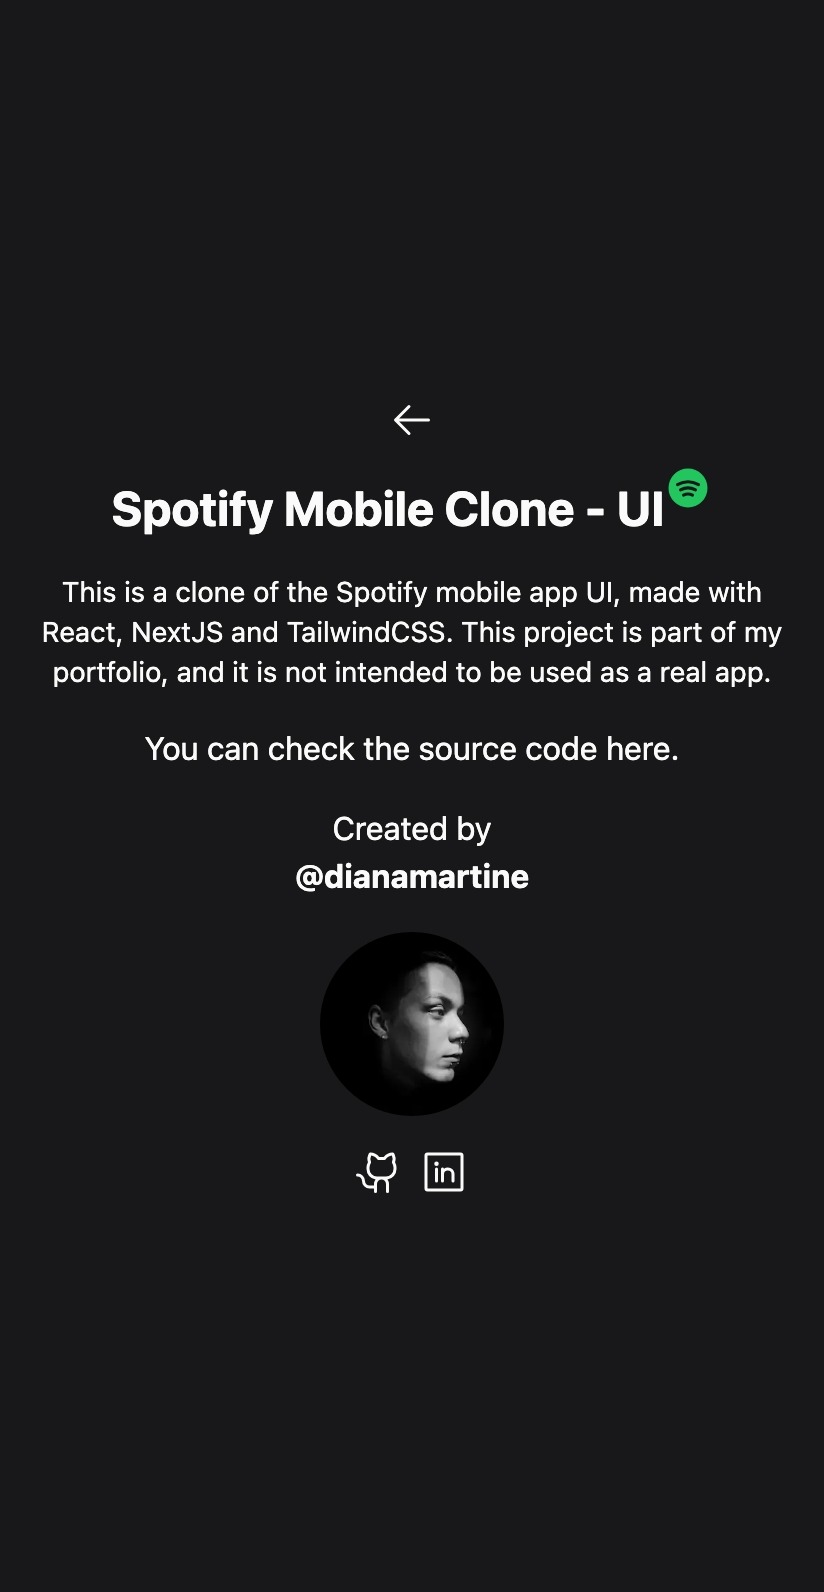 Spotify Mobile Clone - UI
This is a clone of the Spotify mobile app UI, made with
React, NextJS and TailwindCSS. This project is part of my
portfolio, and it is not intended to be used as a real app.
You can check the source code here.
Created by
@dianamartine
in